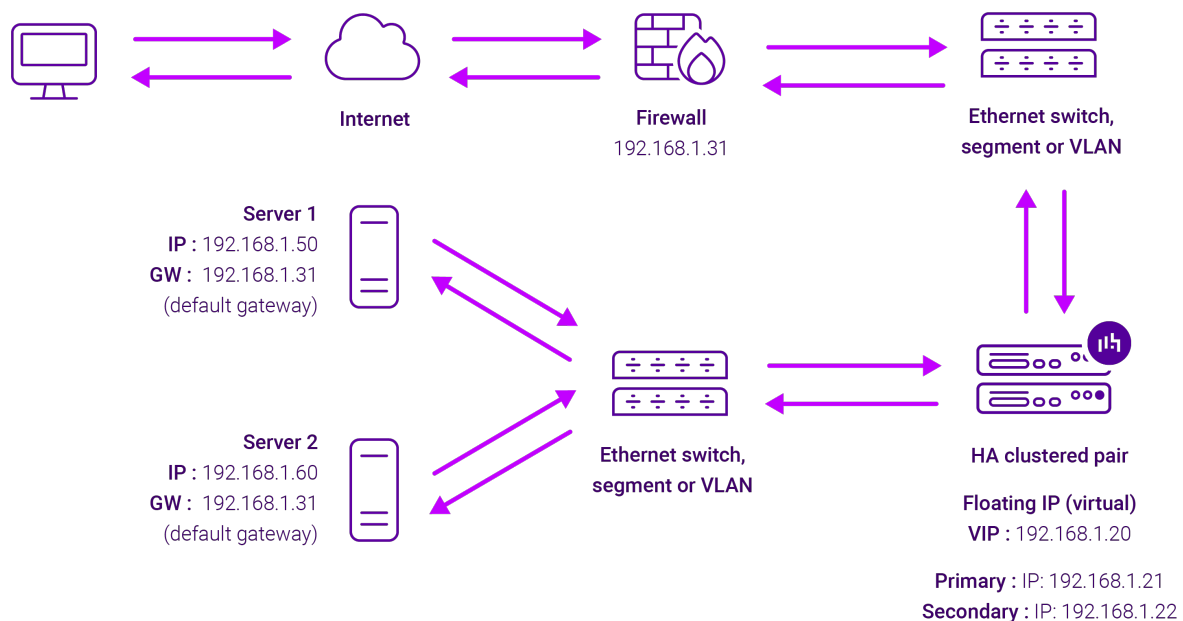 Internet
Firewall
192.168.1.31
Ethernet switch,
segment or VLAN
Server 1
IP : 192.168.1.50
GW : 192.168.1.31
(default gateway)
Server 2
IP : 192.168.1.60
GW : 192.168.1.31
(default gateway)
Ethernet switch,
segment or VLAN
HA clustered pair
Floating IP (virtual)
VIP : 192.168.1.20
Primary : IP: 192.168.1.21
Secondary : IP: 192.168.1.22